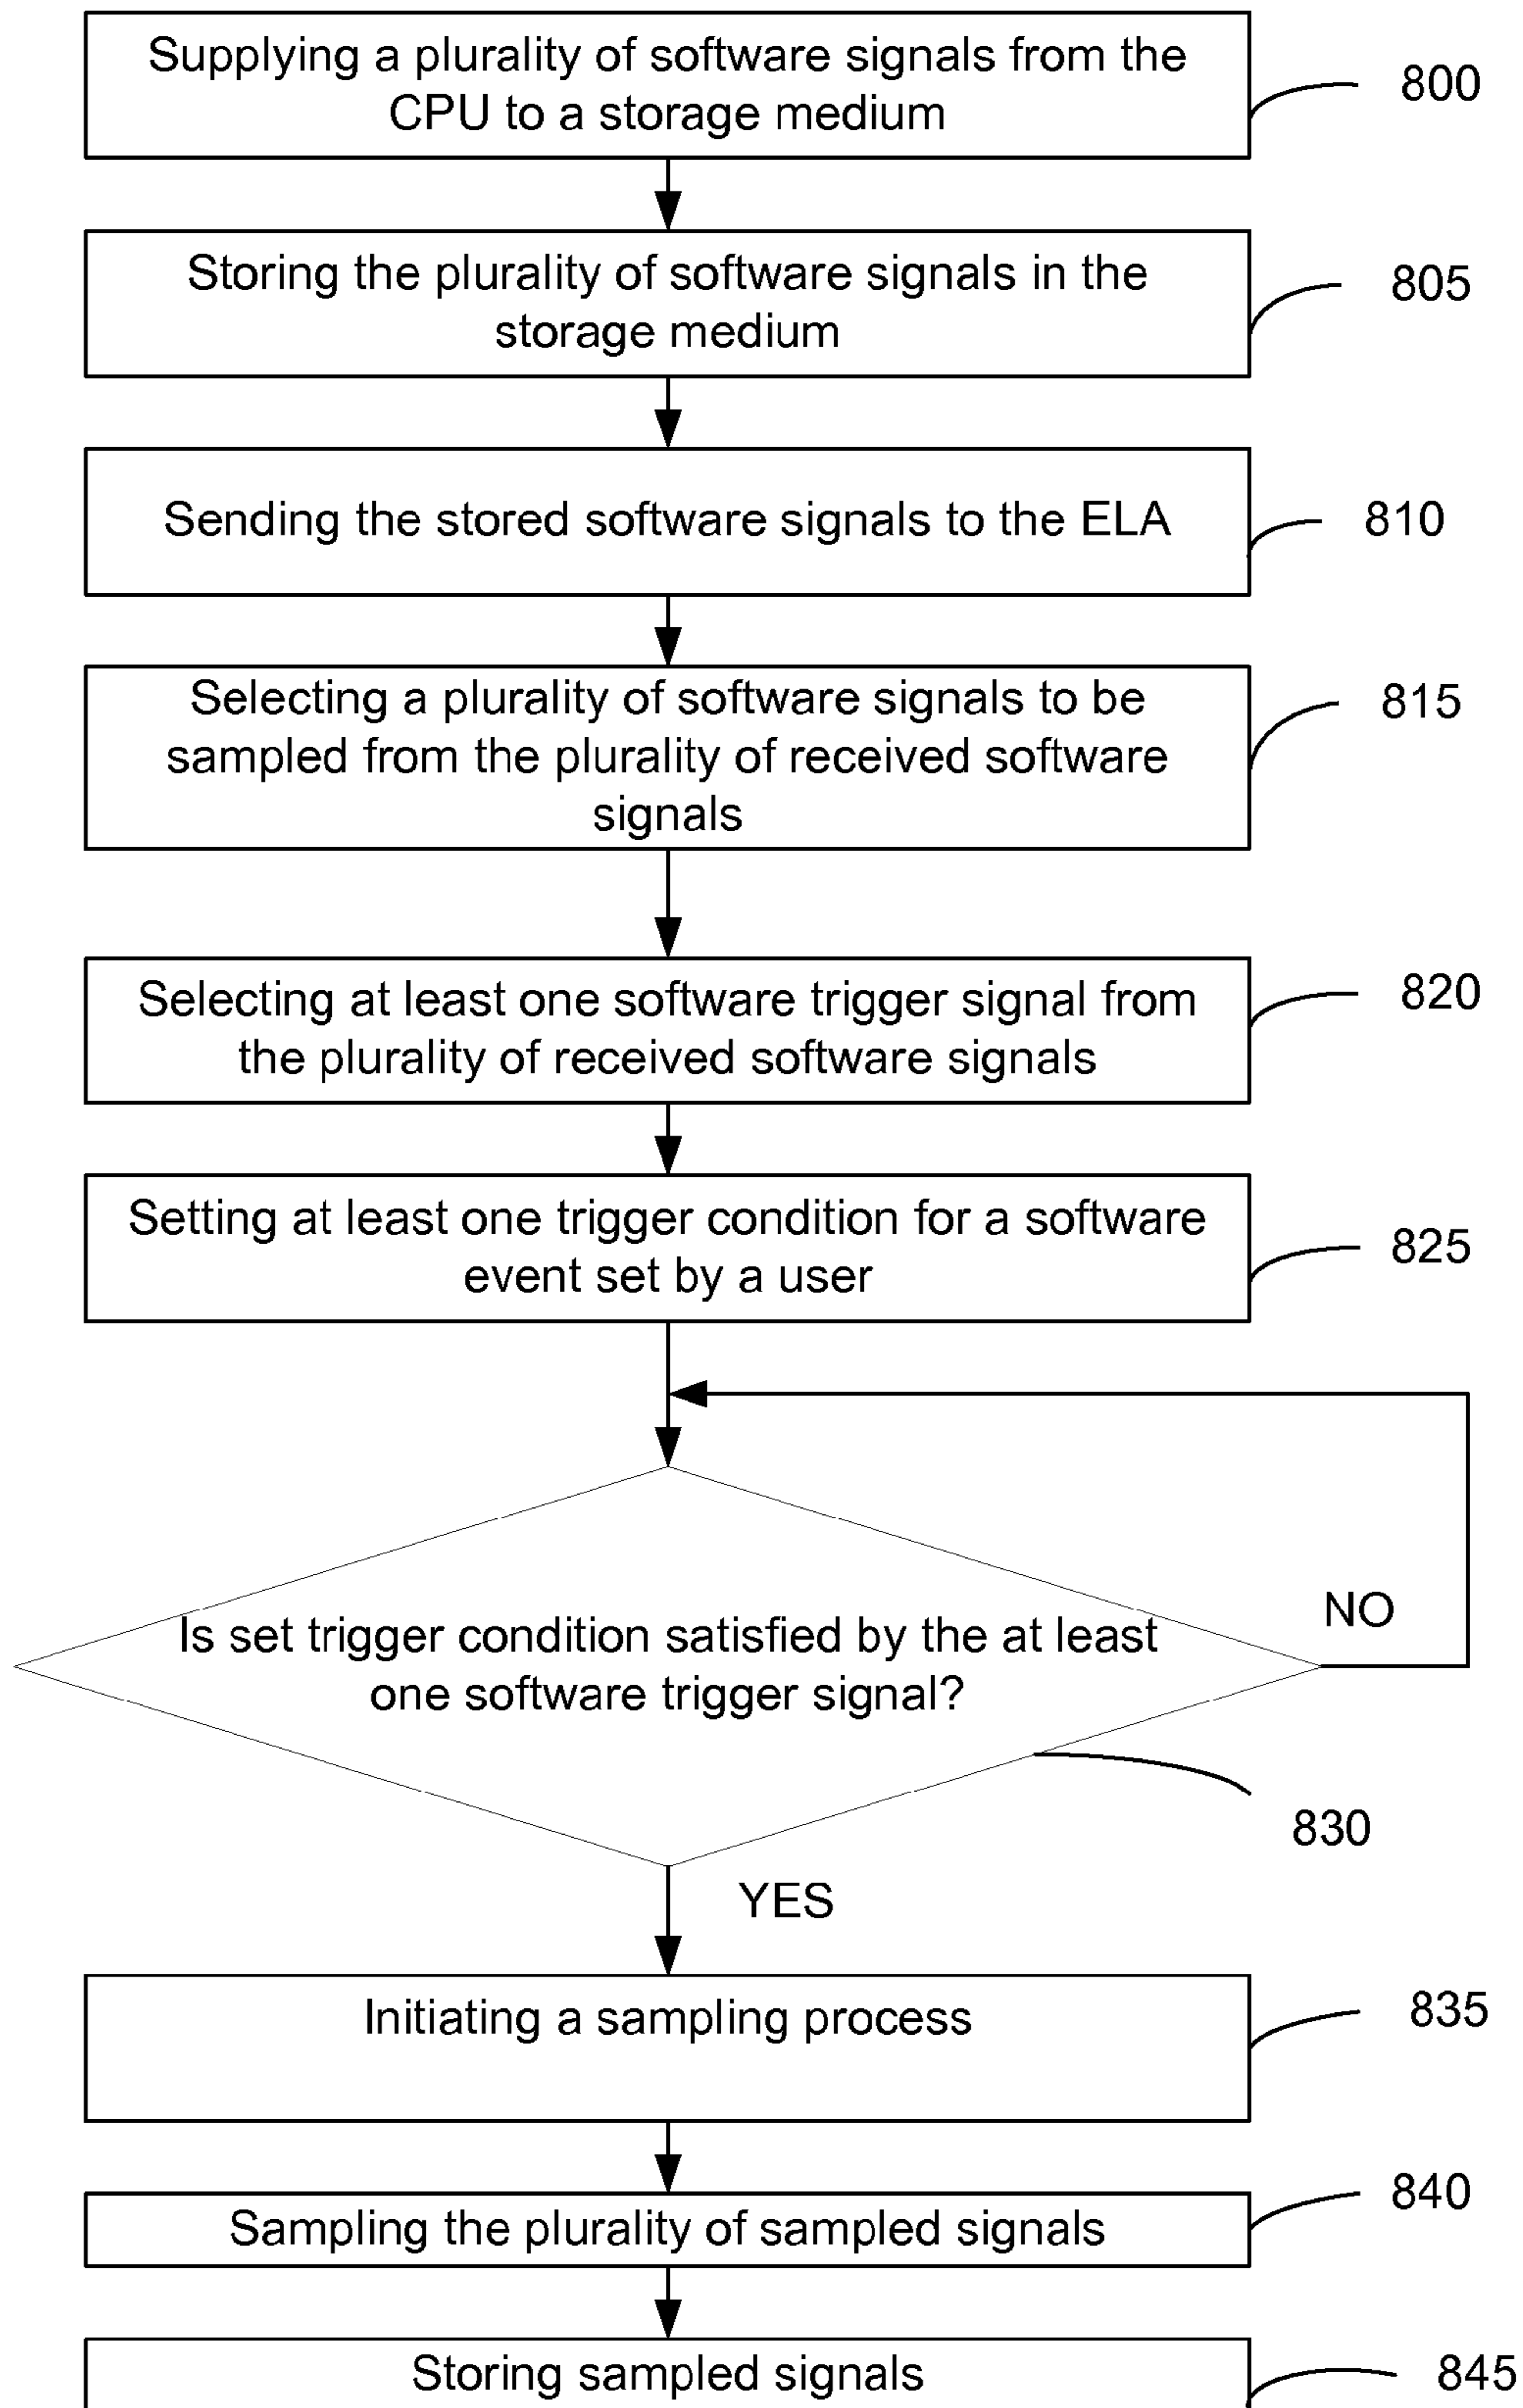 Supplying a plurality of software signals from the
CPU to a storage medium
800
Storing the plurality of software signals in the
storage medium
805
Sending the stored software signals to the ELA
810
Selecting a plurality of software signals to be
sampled from the plurality of received software
signals
815
Selecting at least one software trigger signal from
the plurality of received software signals
820
Setting at least one trigger condition for a software
event set by a user
825
Is set trigger condition satisfied by the at least
one software trigger signal?
NO
830
YES
Initiating a sampling process
835
Sampling the plurality of sampled signals
840
Storing sampled signals
845